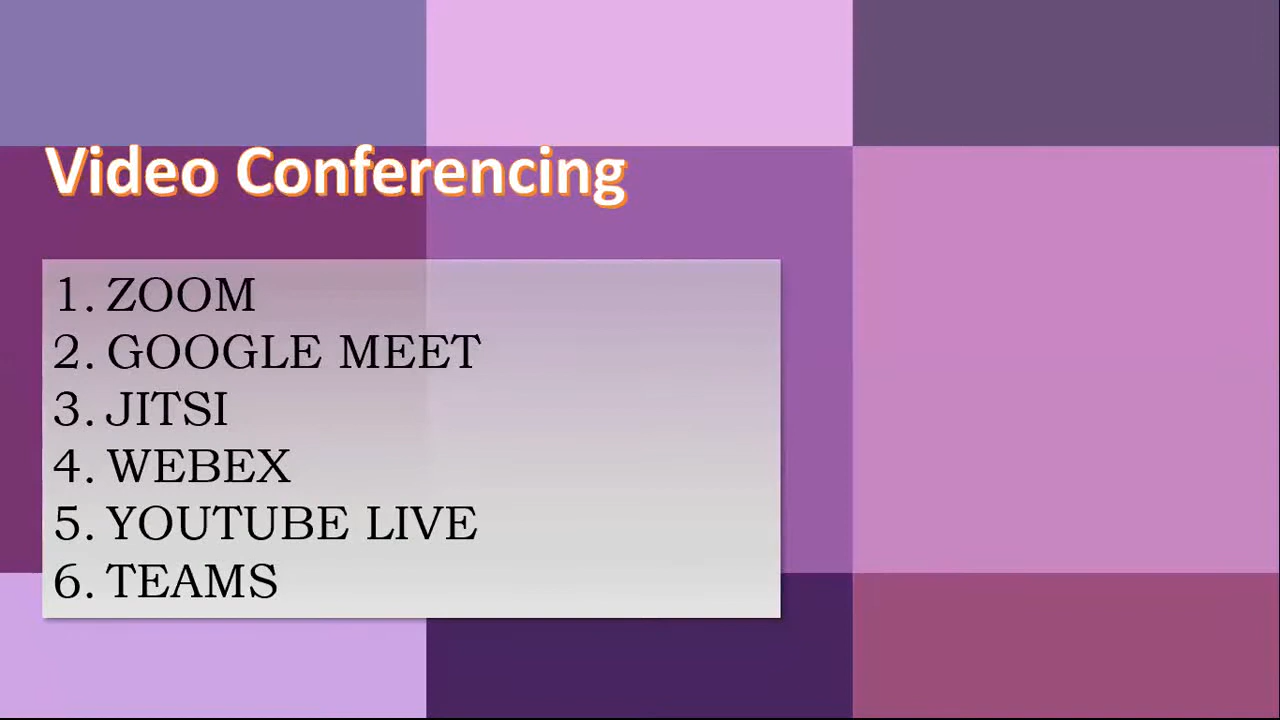 Video Conferencing
1. ZOOM
2. GOOGLE MEET
3. JITSI
4. WEBEX
5. YOUTUBE LIVE
6. TEAMS